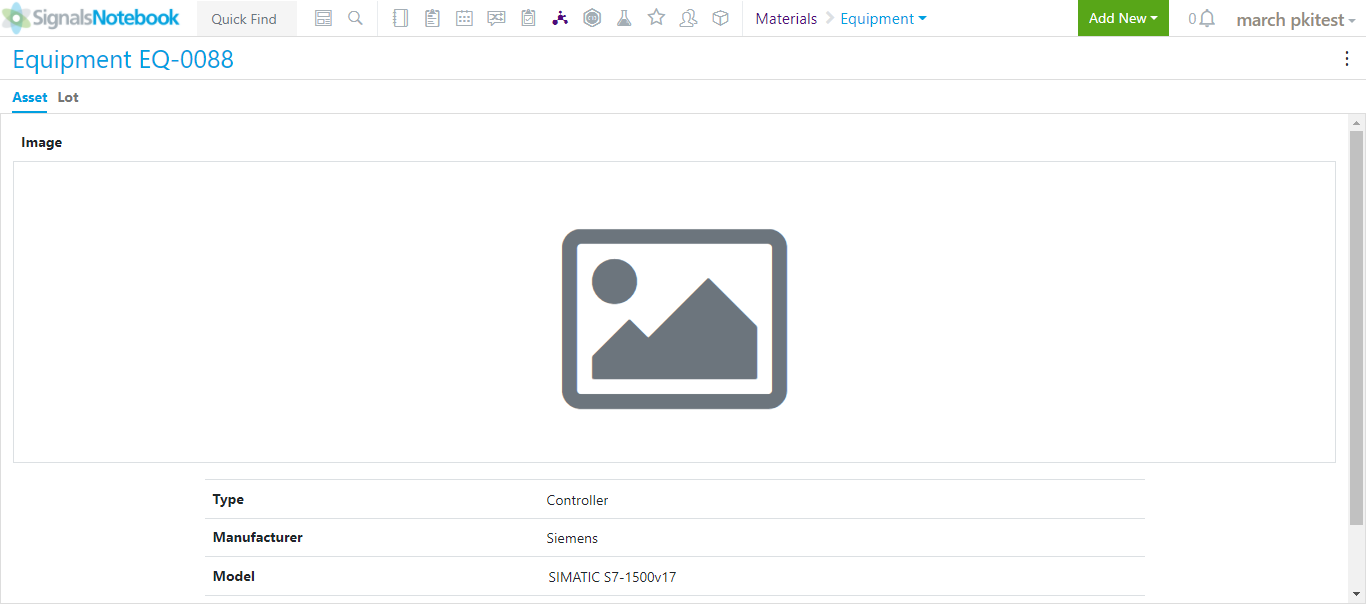 SignalsNotebook Quick Find Materials Equipment Add New 0 march pkitest
Equipment EQ-0088
Asset Lot
Image
Type Controller
Manufacturer Siemens
Model SIMATIC S7-1500v17